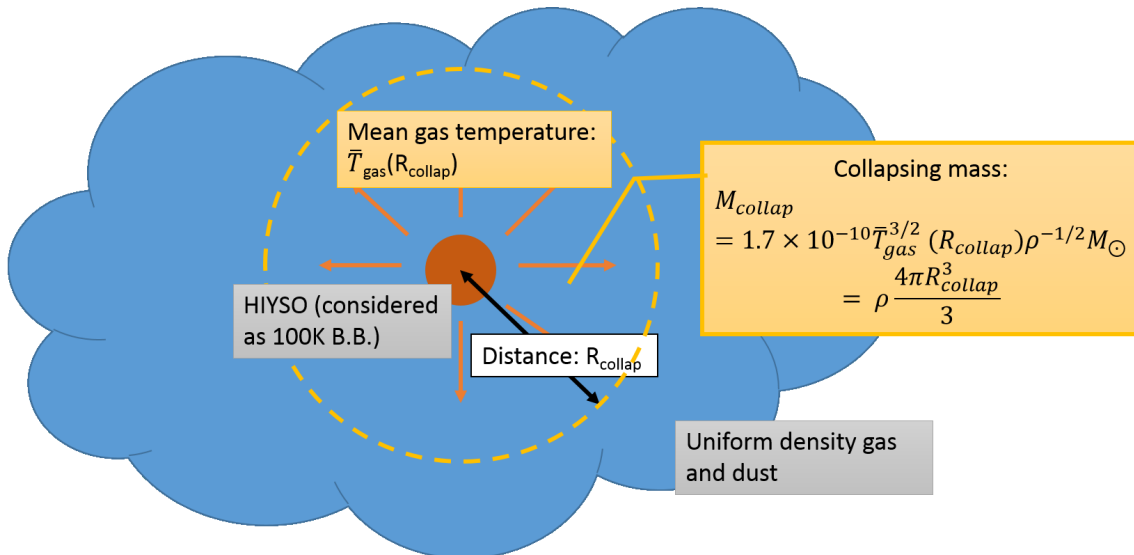 Mean gas temperature:
T̄gas(Rcollap)
Collapsing mass:
Mcollap
= 1.7 × 10⁻¹⁰ T̄gas^3/2 (Rcollap)ρ^−1/2 M⊙
= ρ 4πR³collap / 3
HIYSO (considered
as 100K B.B.)
Distance: Rcollap
Uniform density gas
and dust